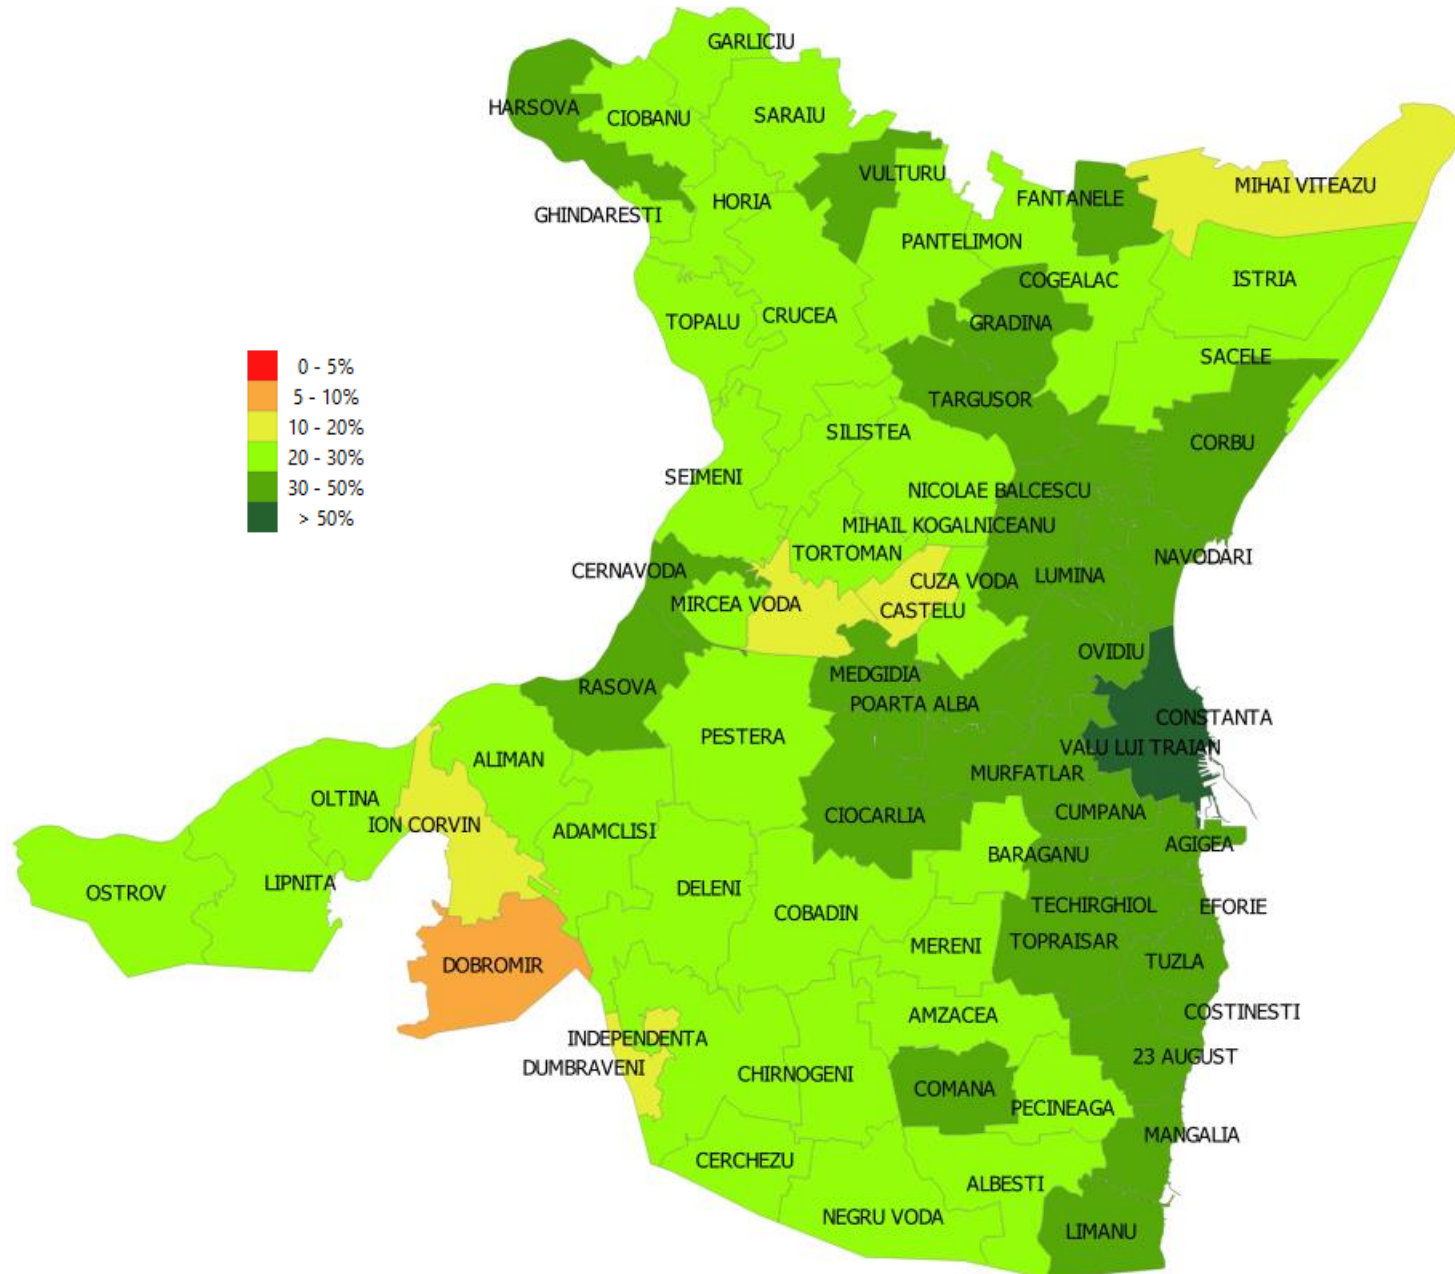 GARLICIU
HARSOVA
CIOBANU
SARAIU
VULTURU
MIHAI VITEAZU
FANTANELE
HORIA
GHINDARESTI
PANTELIMON
COGEALAC
ISTRIA
TOPALU
CRUCEA
GRADINA
SACELE
0 - 5%
5 - 10%
10 - 20%
20 - 30%
30 - 50%
> 50%
TARGUSOR
SILISTEA
CORBU
SEIMENI
NICOLAE BALCESCU
MIHAIL KOGALNICEANU
TORTOMAN
NAVODARI
CERNAVODA
CUZA VODA
LUMINA
MIRCEA VODA
CASTELU
OVIDIU
MEDGIDIA
RASOVA
POARTA ALBA
CONSTANTA
PESTERA
VALU LUI TRAIAN
ALIMAN
MURFATLAR
OLTINA
CUMPANA
CIOCARLIA
ION CORVIN
ADAMCLISI
AGIGEA
BARAGANU
LIPNITA
DELENI
OSTROV
COBADIN
TECHIRGHIOL
EFORIE
TOPRAISAR
MERENI
DOBROMIR
TUZLA
COSTINESTI
AMZACEA
INDEPENDENTA
23 AUGUST
DUMBRAVENI
CHIRNOGENI
COMANA
PECINEAGA
MANGALIA
CERCHEZU
ALBESTI
NEGRU VODA
LIMANU